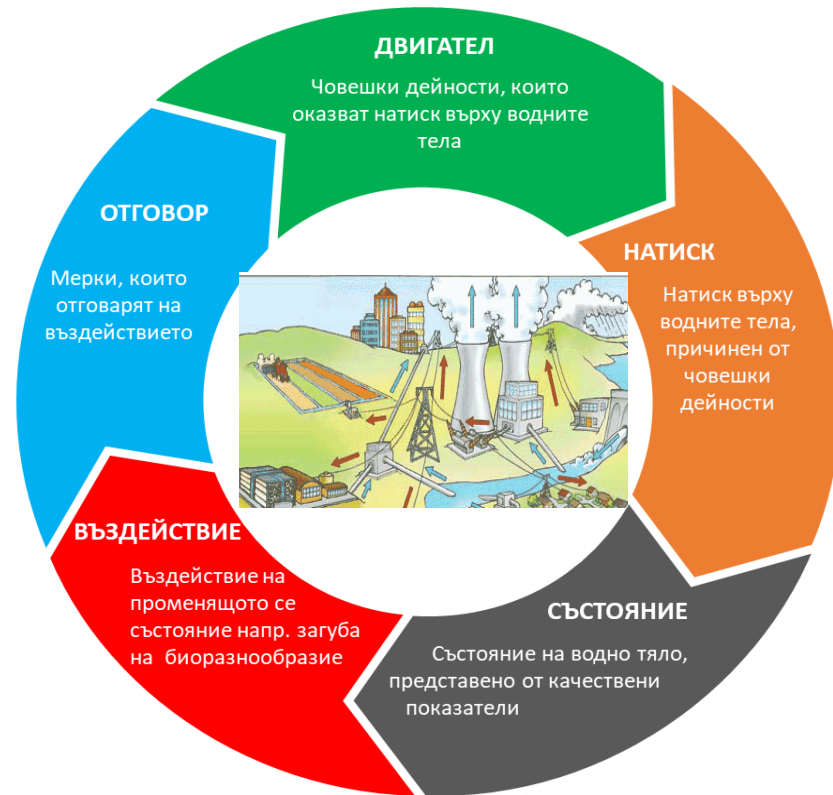 ДВИГАТЕЛ
Човешки дейности, които
оказват натиск върху водните
тела
НАТИСК
Натиск върху
водните тела,
причинен от
човешки
дейности
СЪСТОЯНИЕ
Състояние на водно тяло,
представено от качествени
показатели
ВЪЗДЕЙСТВИЕ
Въздействие на
променящото се
състояние напр. загуба
на биоразнообразие
ОТГОВОР
Мерки, които
отговарят на
въздействието